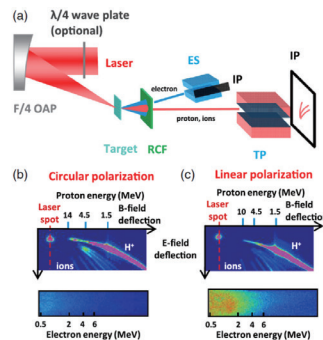 (a)
λ/4 wave plate
(optional)
Laser
F/4 OAP
ES
IP
electron
IP
proton, ions
Target
RCF
TP
(b)
Circular polarization
Proton energy (MeV)
Laser
spot
14
4.5
1.5
B-field
deflection
H⁺
ions
E-field
deflection
0.5
2
4
6
Electron energy (MeV)
(c)
Linear polarization
Proton energy (MeV)
Laser
spot
10
4.5
1.5
B-field
deflection
H⁺
ions
0.5
2
4
6
Electron energy (MeV)